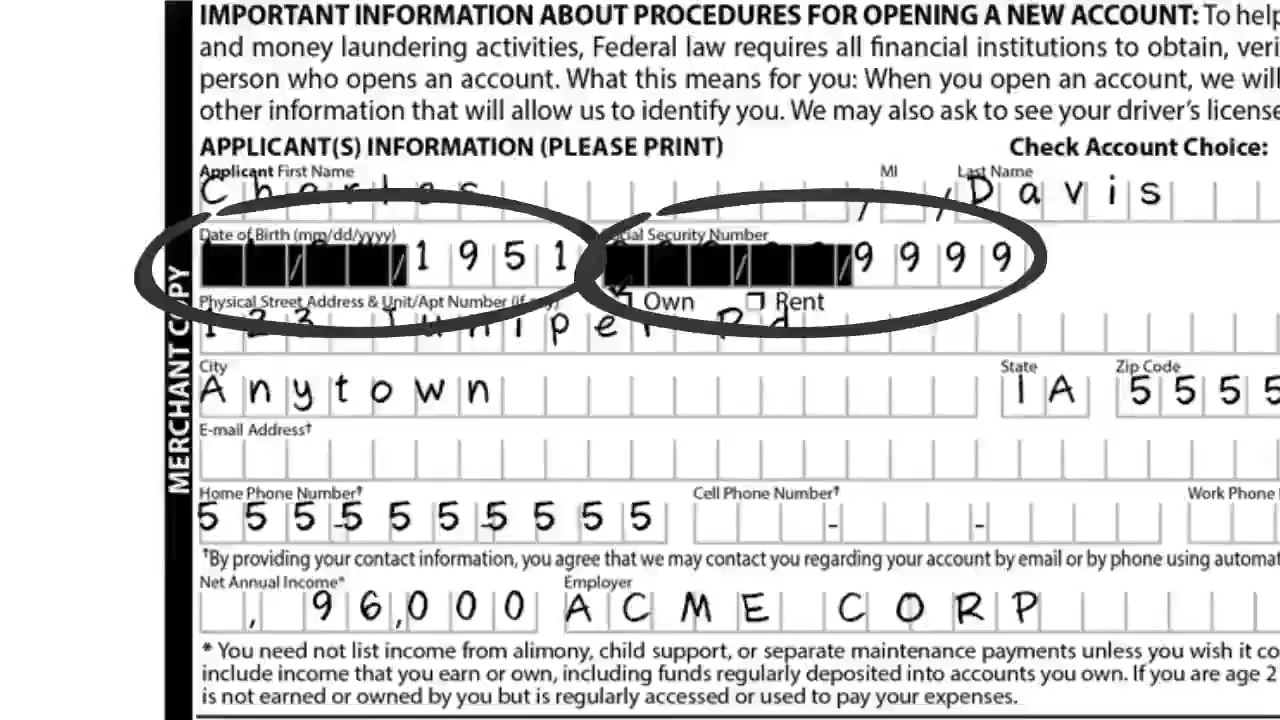 IMPORTANT INFORMATION ABOUT PROCEDURES FOR OPENING A NEW ACCOUNT: To help
and money laundering activities, Federal law requires all financial institutions to obtain, veri
person who opens an account. What this means for you: When you open an account, we will
other information that will allow us to identify you. We may also ask to see your driver's license
APPLICANT(S) INFORMATION (PLEASE PRINT) Check Account Choice:
Applicant First Name MI Last Name
Charles Davis
Date of Birth (mm/dd/yyyy) Social Security Number
/ /1951 / /9999
Physical Street Address & Unit/Apt Number (if any) Own Rent
123 Juniper Rd
City State Zip Code
Anytown IA 5555
E-mail Address†
Home Phone Number† Cell Phone Number† Work Phone
555-555-5555 - -
†By providing your contact information, you agree that we may contact you regarding your account by email or by phone using automat
Net Annual Income* Employer
, 96,000 ACME CORP
* You need not list income from alimony, child support, or separate maintenance payments unless you wish it co
include income that you earn or own, including funds regularly deposited into accounts you own. If you are age 2
is not earned or owned by you but is regularly accessed or used to pay your expenses.
MERCHANT COPY